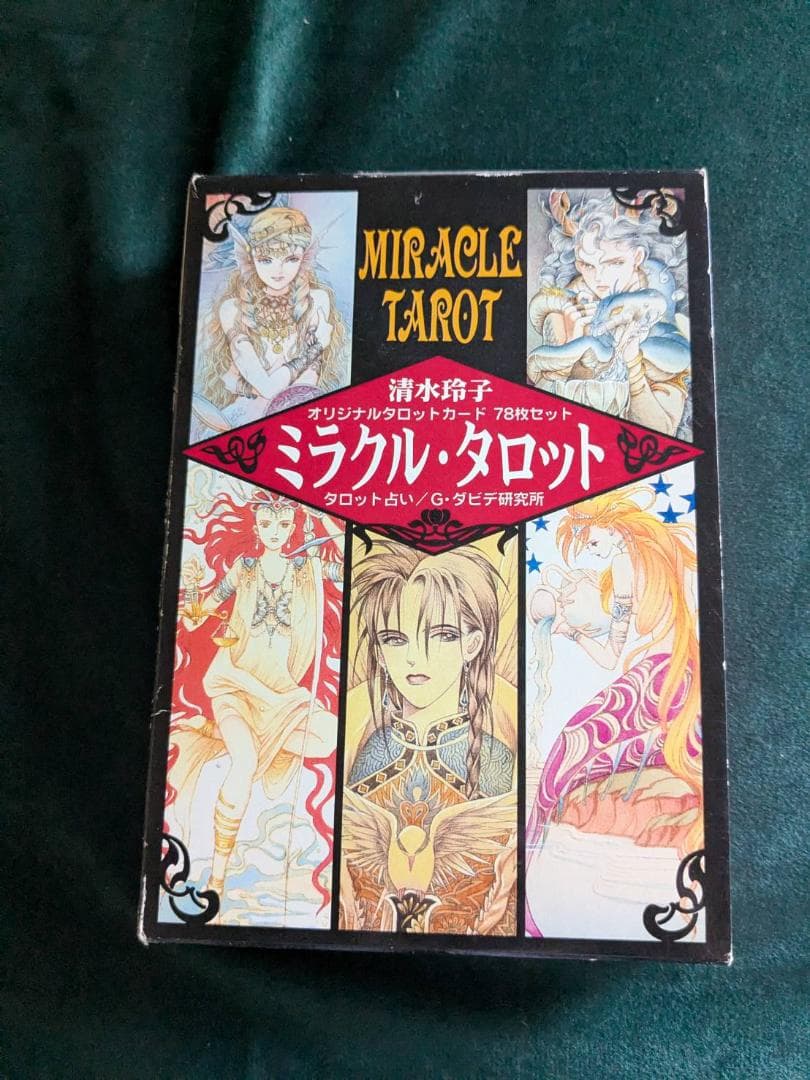 MIRACLE
TAROT
清水玲子
オリジナルタロットカード 78枚セット
ミラクル・タロット
タロット占い／G・ダビデ研究所